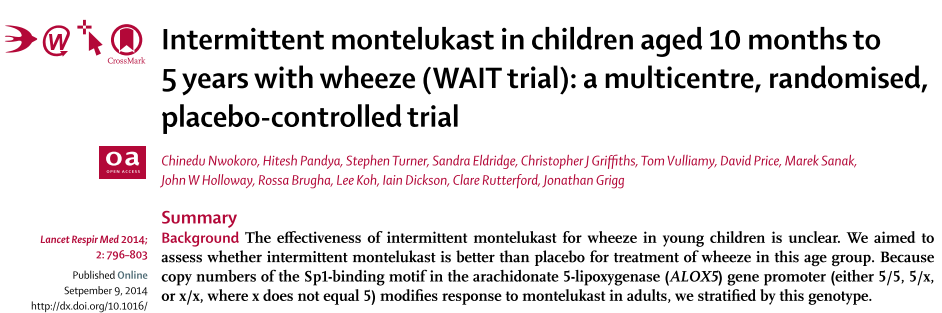 Intermittent montelukast in children aged 10 months to
5 years with wheeze (WAIT trial): a multicentre, randomised,
placebo-controlled trial
W
CrossMark
oa
OPEN ACCESS
Chinedu Nwokoro, Hitesh Pandya, Stephen Turner, Sandra Eldridge, Christopher J Griffiths, Tom Vulliamy, David Price, Marek Sanak,
John W Holloway, Rossa Brugha, Lee Koh, Iain Dickson, Clare Rutterford, Jonathan Grigg
Summary
Background The effectiveness of intermittent montelukast for wheeze in young children is unclear. We aimed to
assess whether intermittent montelukast is better than placebo for treatment of wheeze in this age group. Because
copy numbers of the Sp1-binding motif in the arachidonate 5-lipoxygenase (ALOX5) gene promoter (either 5/5, 5/x,
or x/x, where x does not equal 5) modifies response to montelukast in adults, we stratified by this genotype.
Lancet Respir Med 2014;
2: 796–803
Published Online
Setpember 9, 2014
http://dx.doi.org/10.1016/